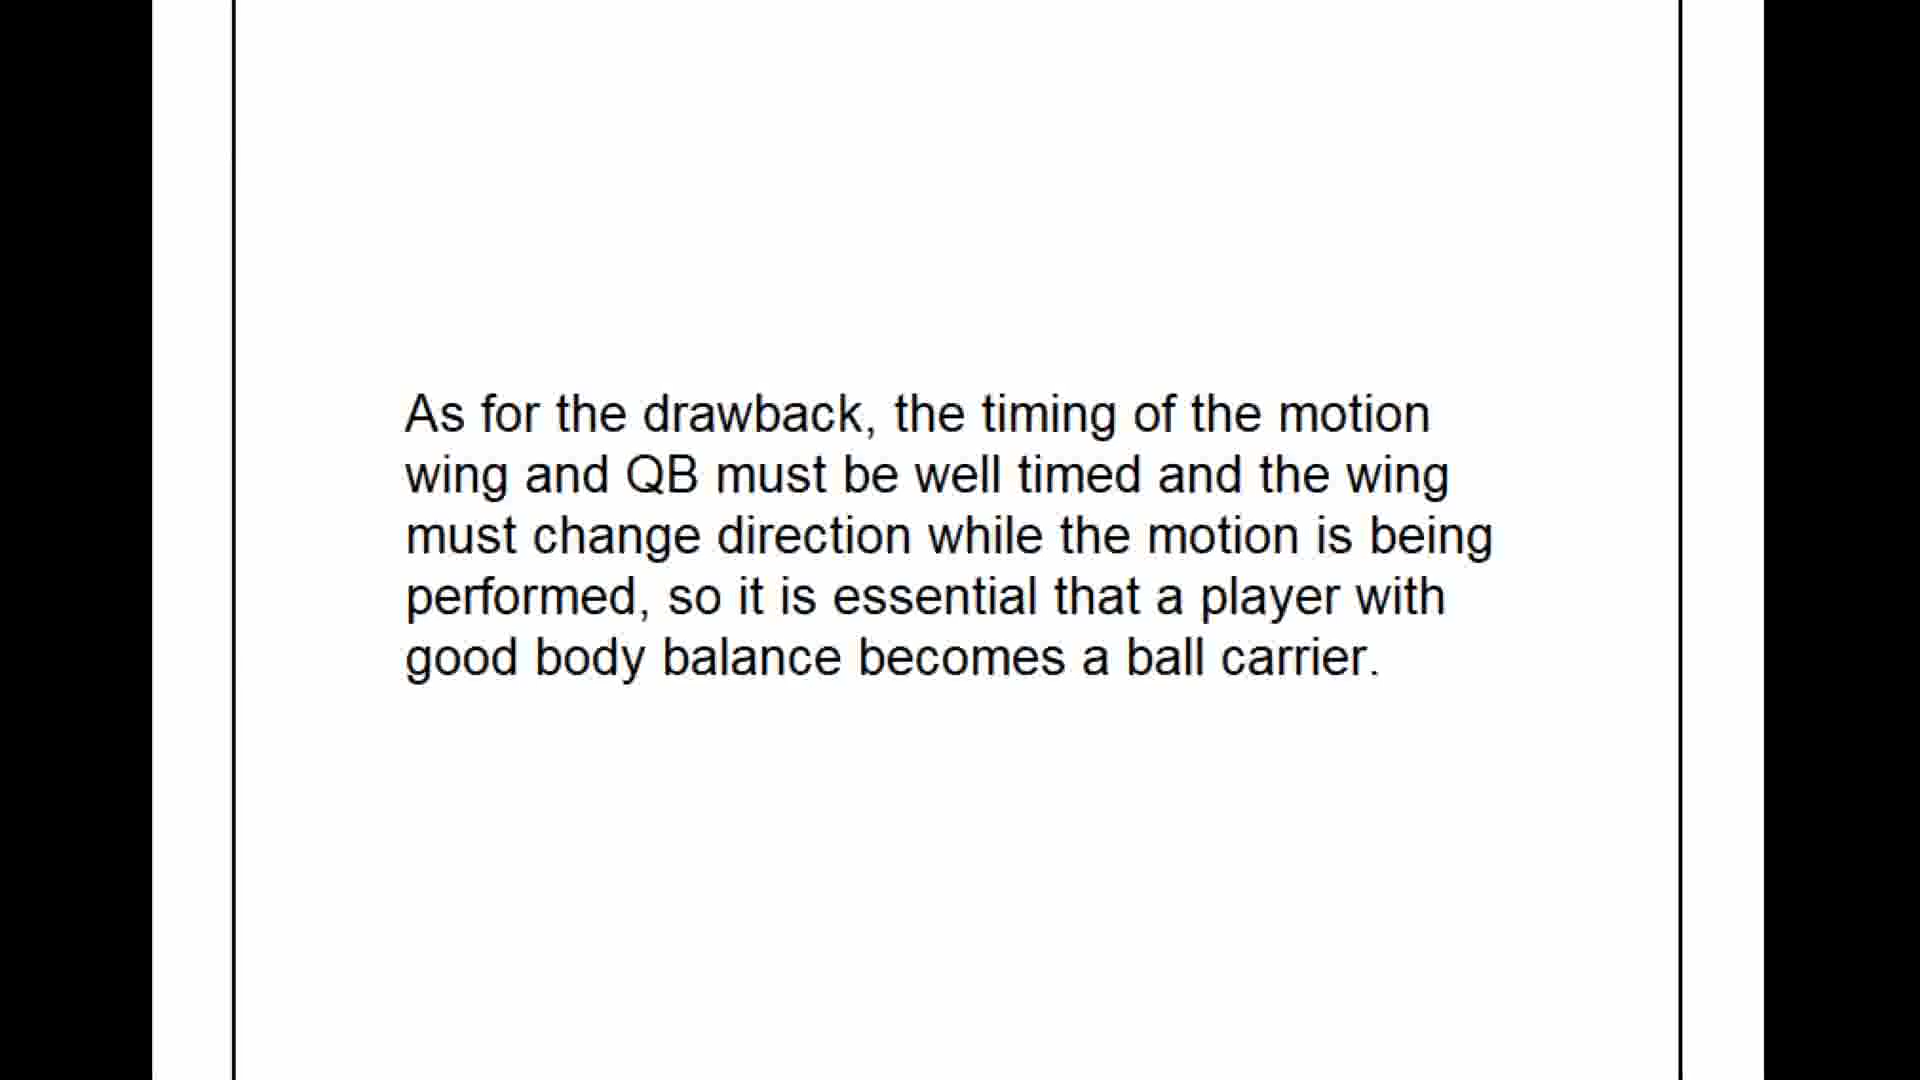 As for the drawback, the timing of the motion
wing and QB must be well timed and the wing
must change direction while the motion is being
performed, so it is essential that a player with
good body balance becomes a ball carrier.